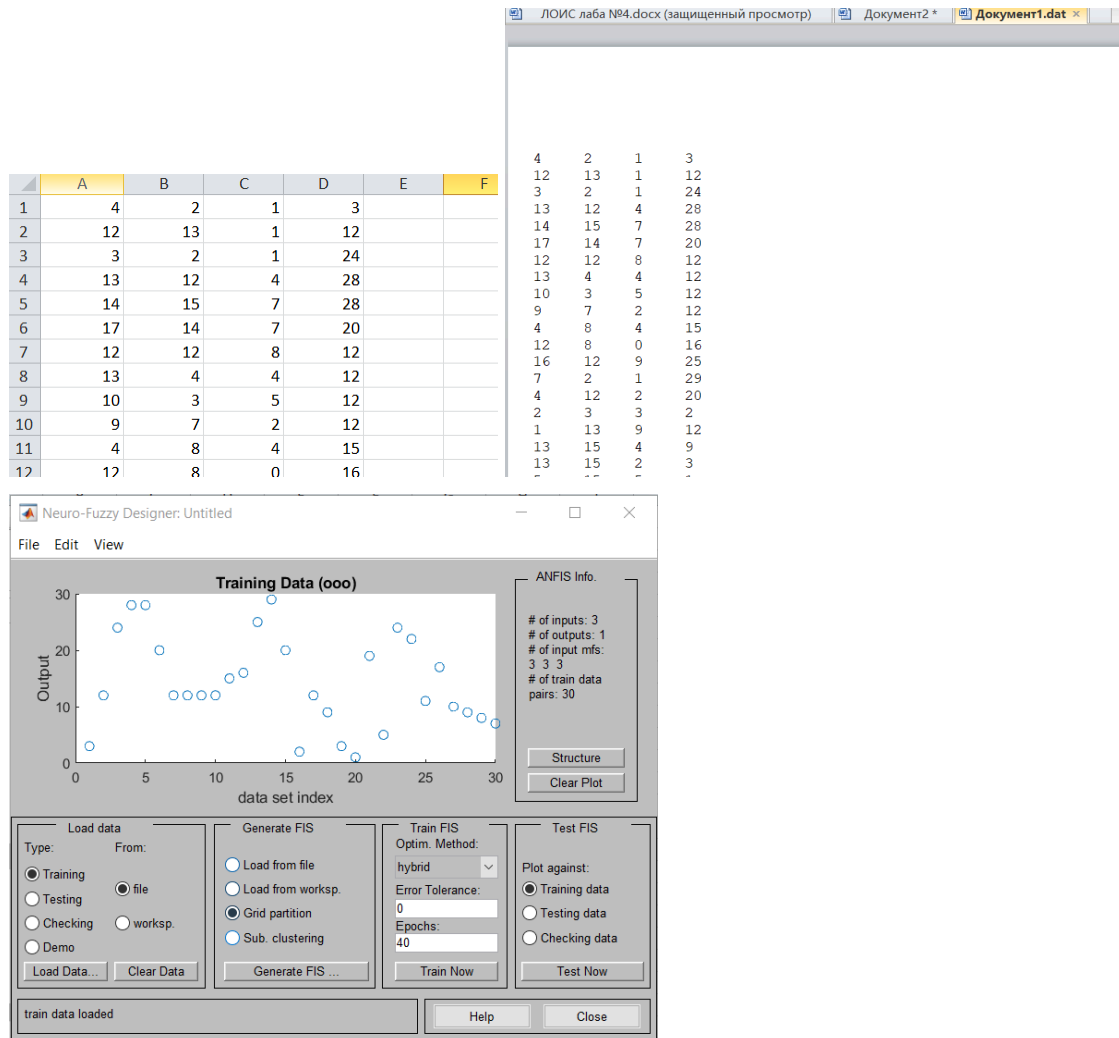 ЛОИС лаба №4.docx (защищенный просмотр) Документ2 * Документ1.dat ×
4 2 1 3
12 13 1 12
3 2 1 24
13 12 4 28
14 15 7 28
17 14 7 20
12 12 8 12
13 4 4 12
10 3 5 12
9 7 2 12
4 8 4 15
12 8 0 16
16 12 9 25
7 2 1 29
4 12 2 20
2 3 3 2
1 13 9 12
13 15 4 9
13 15 2 3
A B C D E F
1 4 2 1 3
2 12 13 1 12
3 3 2 1 24
4 13 12 4 28
5 14 15 7 28
6 17 14 7 20
7 12 12 8 12
8 13 4 4 12
9 10 3 5 12
10 9 7 2 12
11 4 8 4 15
12 12 8 0 16
Neuro-Fuzzy Designer: Untitled
File Edit View
Training Data (ooo)
30
20
10
0
Output
0 5 10 15 20 25 30
data set index
ANFIS Info.
# of inputs: 3
# of outputs: 1
# of input mfs:
3 3 3
# of train data
pairs: 30
Structure
Clear Plot
Load data
Type: From:
Training
file
Testing
Checking
worksp.
Demo
Load Data... Clear Data
Generate FIS
Load from file
Load from worksp.
Grid partition
Sub. clustering
Generate FIS ...
Train FIS
Optim. Method:
hybrid
Error Tolerance:
0
Epochs:
40
Train Now
Test FIS
Plot against:
Training data
Testing data
Checking data
Test Now
train data loaded
Help Close